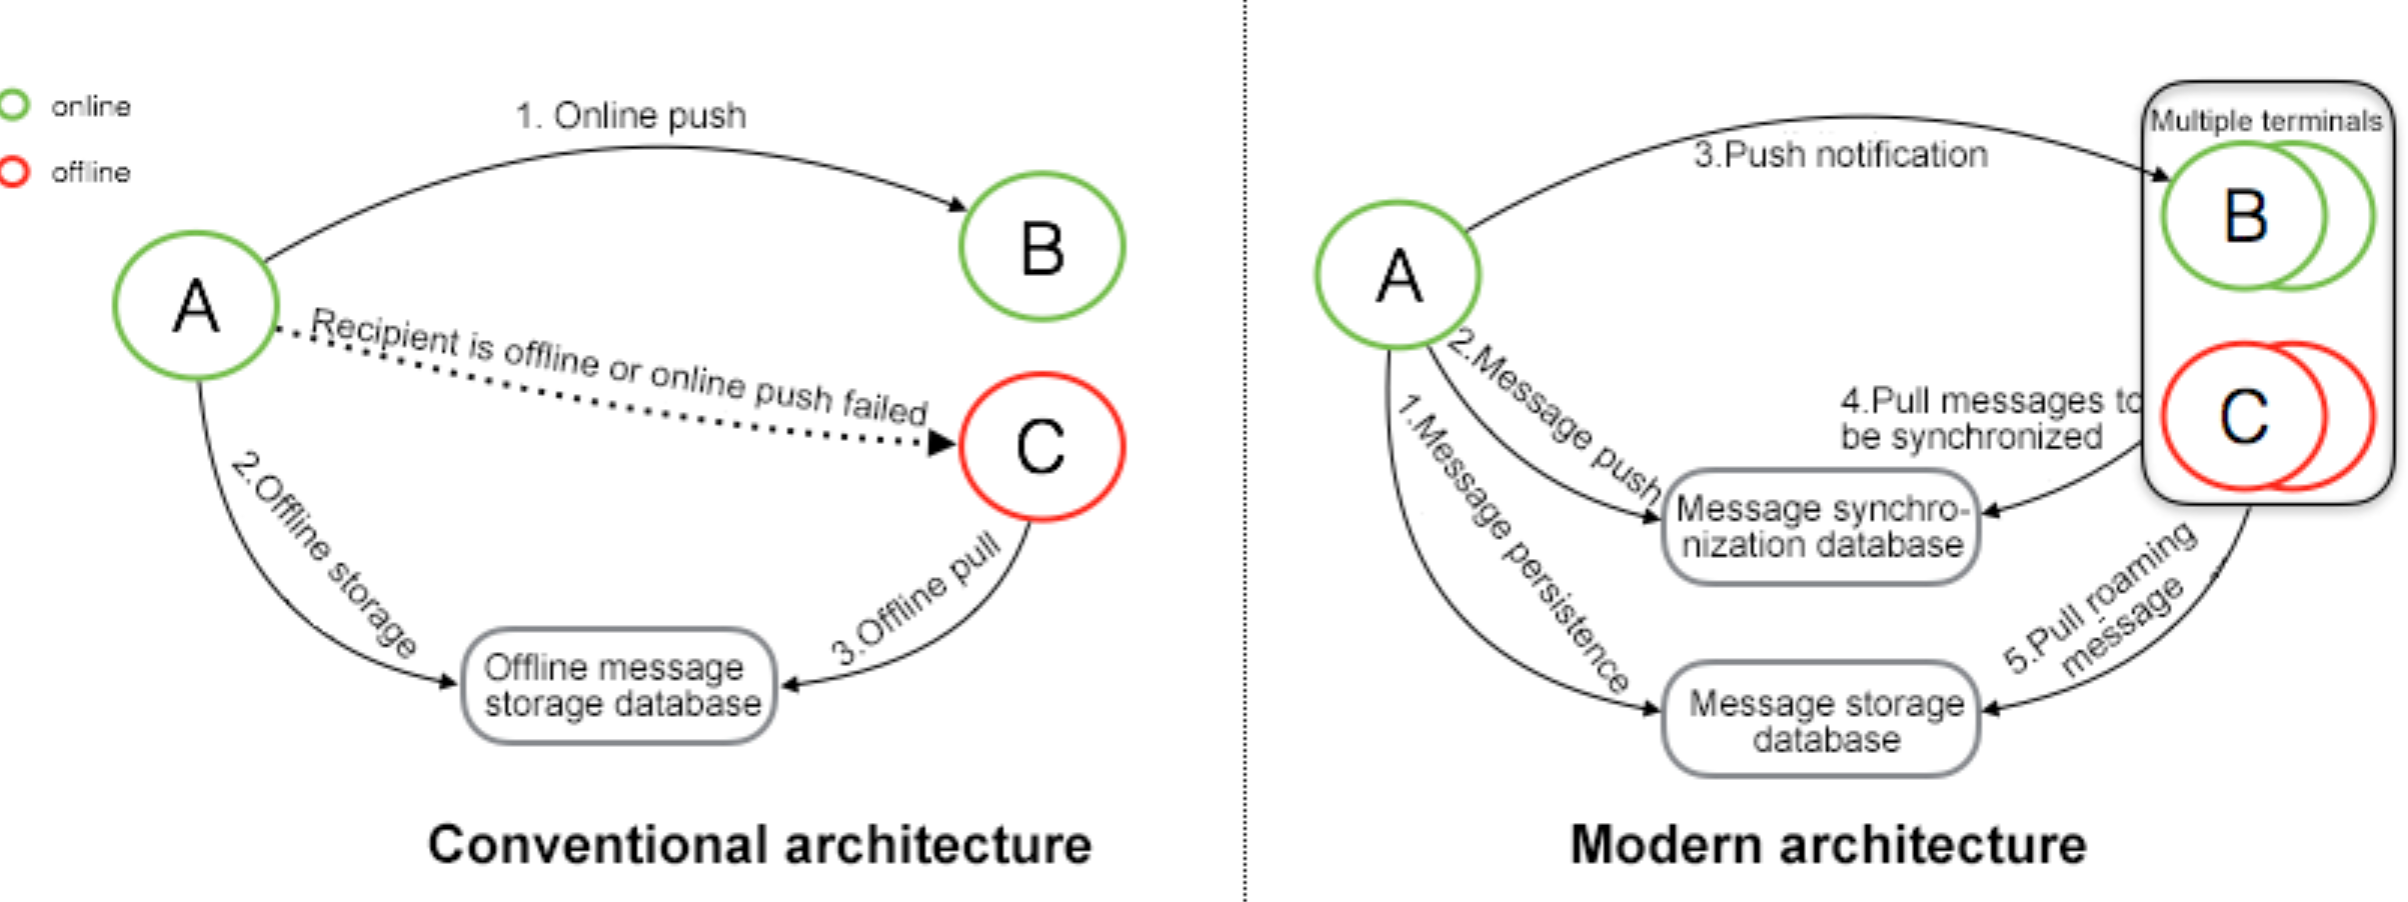 online
offline
1. Online push
A
B
Recipient is offline or online push failed
C
2.Offline storage
3.Offline pull
Offline message
storage database
Conventional architecture
Multiple terminals
3.Push notification
A
B
2.Message push
1.Message persistence
4.Pull messages to
be synchronized
C
Message synchro-
nization database
5.Pull roaming
message
Message storage
database
Modern architecture